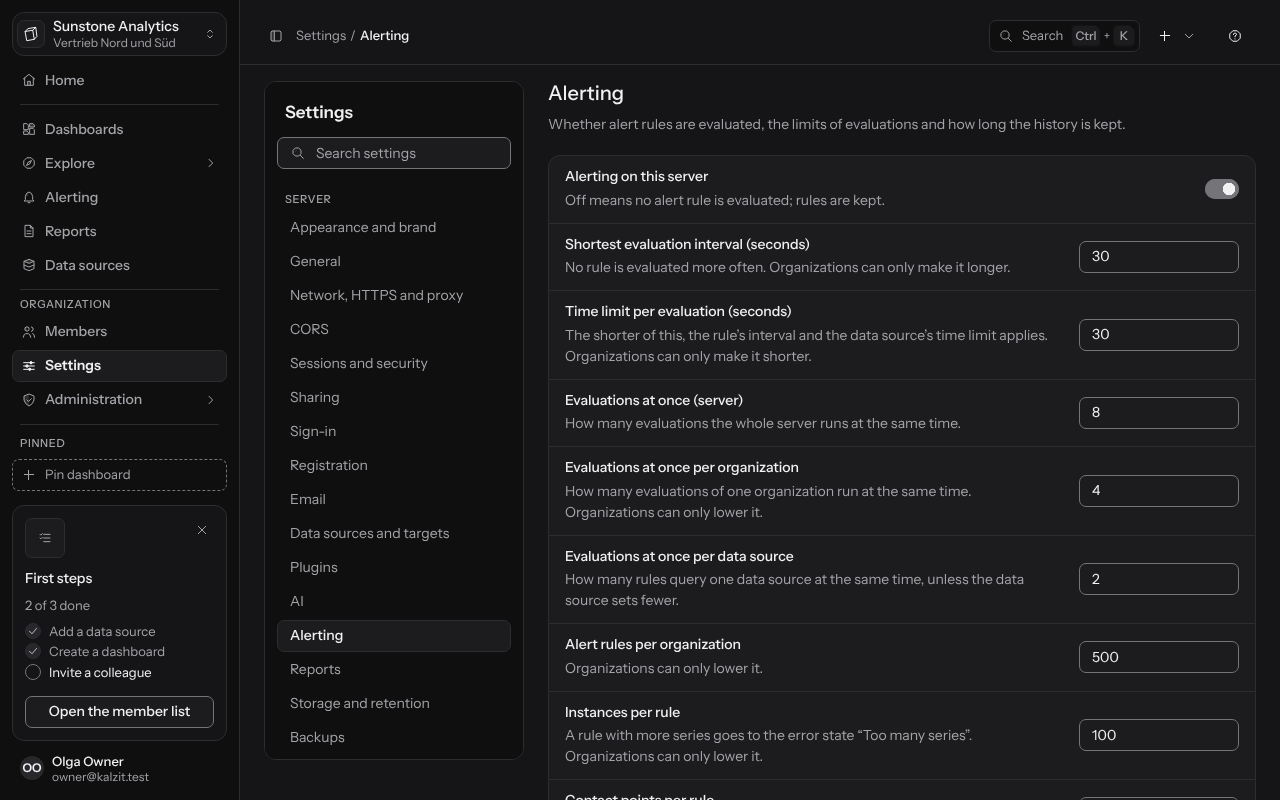 Sunstone Analytics
Vertrieb Nord und Süd
Home
Dashboards
Explore
Alerting
Reports
Data sources
ORGANIZATION
Members
Settings
Administration
PINNED
Pin dashboard
First steps
2 of 3 done
Add a data source
Create a dashboard
Invite a colleague
Open the member list
OO
Olga Owner
owner@kalzit.test
Settings / Alerting
Search Ctrl + K
Settings
Search settings
SERVER
Appearance and brand
General
Network, HTTPS and proxy
CORS
Sessions and security
Sharing
Sign-in
Registration
Email
Data sources and targets
Plugins
AI
Alerting
Reports
Storage and retention
Backups
Alerting
Whether alert rules are evaluated, the limits of evaluations and how long the history is kept.
Alerting on this server
Off means no alert rule is evaluated; rules are kept.
Shortest evaluation interval (seconds)
No rule is evaluated more often. Organizations can only make it longer.
30
Time limit per evaluation (seconds)
The shorter of this, the rule’s interval and the data source’s time limit applies.
Organizations can only make it shorter.
30
Evaluations at once (server)
How many evaluations the whole server runs at the same time.
8
Evaluations at once per organization
How many evaluations of one organization run at the same time.
Organizations can only lower it.
4
Evaluations at once per data source
How many rules query one data source at the same time, unless the data
source sets fewer.
2
Alert rules per organization
Organizations can only lower it.
500
Instances per rule
A rule with more series goes to the error state “Too many series”.
Organizations can only lower it.
100
Contact points per rule